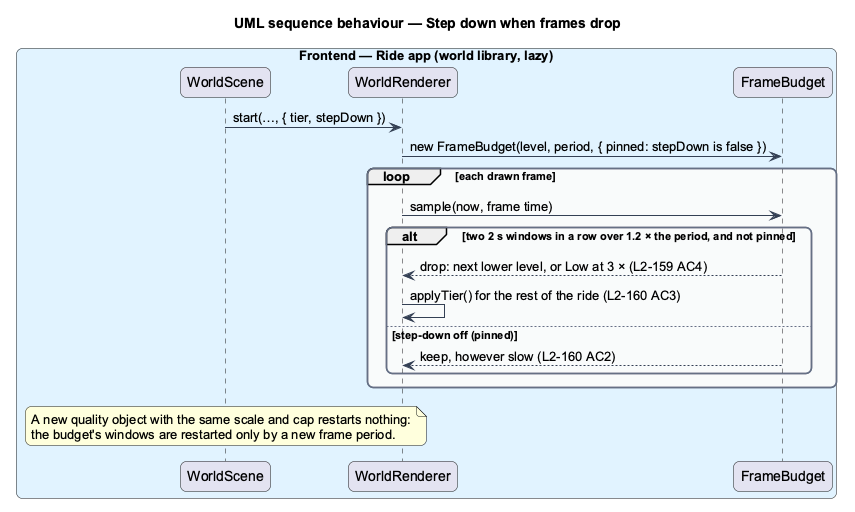 UML sequence behaviour — Step down when frames drop
Frontend — Ride app (world library, lazy)
WorldScene
WorldRenderer
FrameBudget
start(…, { tier, stepDown })
new FrameBudget(level, period, { pinned: stepDown is false })
loop
[each drawn frame]
sample(now, frame time)
alt
[two 2 s windows in a row over 1.2 × the period, and not pinned]
drop: next lower level, or Low at 3 × (L2-159 AC4)
applyTier() for the rest of the ride (L2-160 AC3)
[step-down off (pinned)]
keep, however slow (L2-160 AC2)
A new quality object with the same scale and cap restarts nothing:
the budget's windows are restarted only by a new frame period.
WorldScene
WorldRenderer
FrameBudget